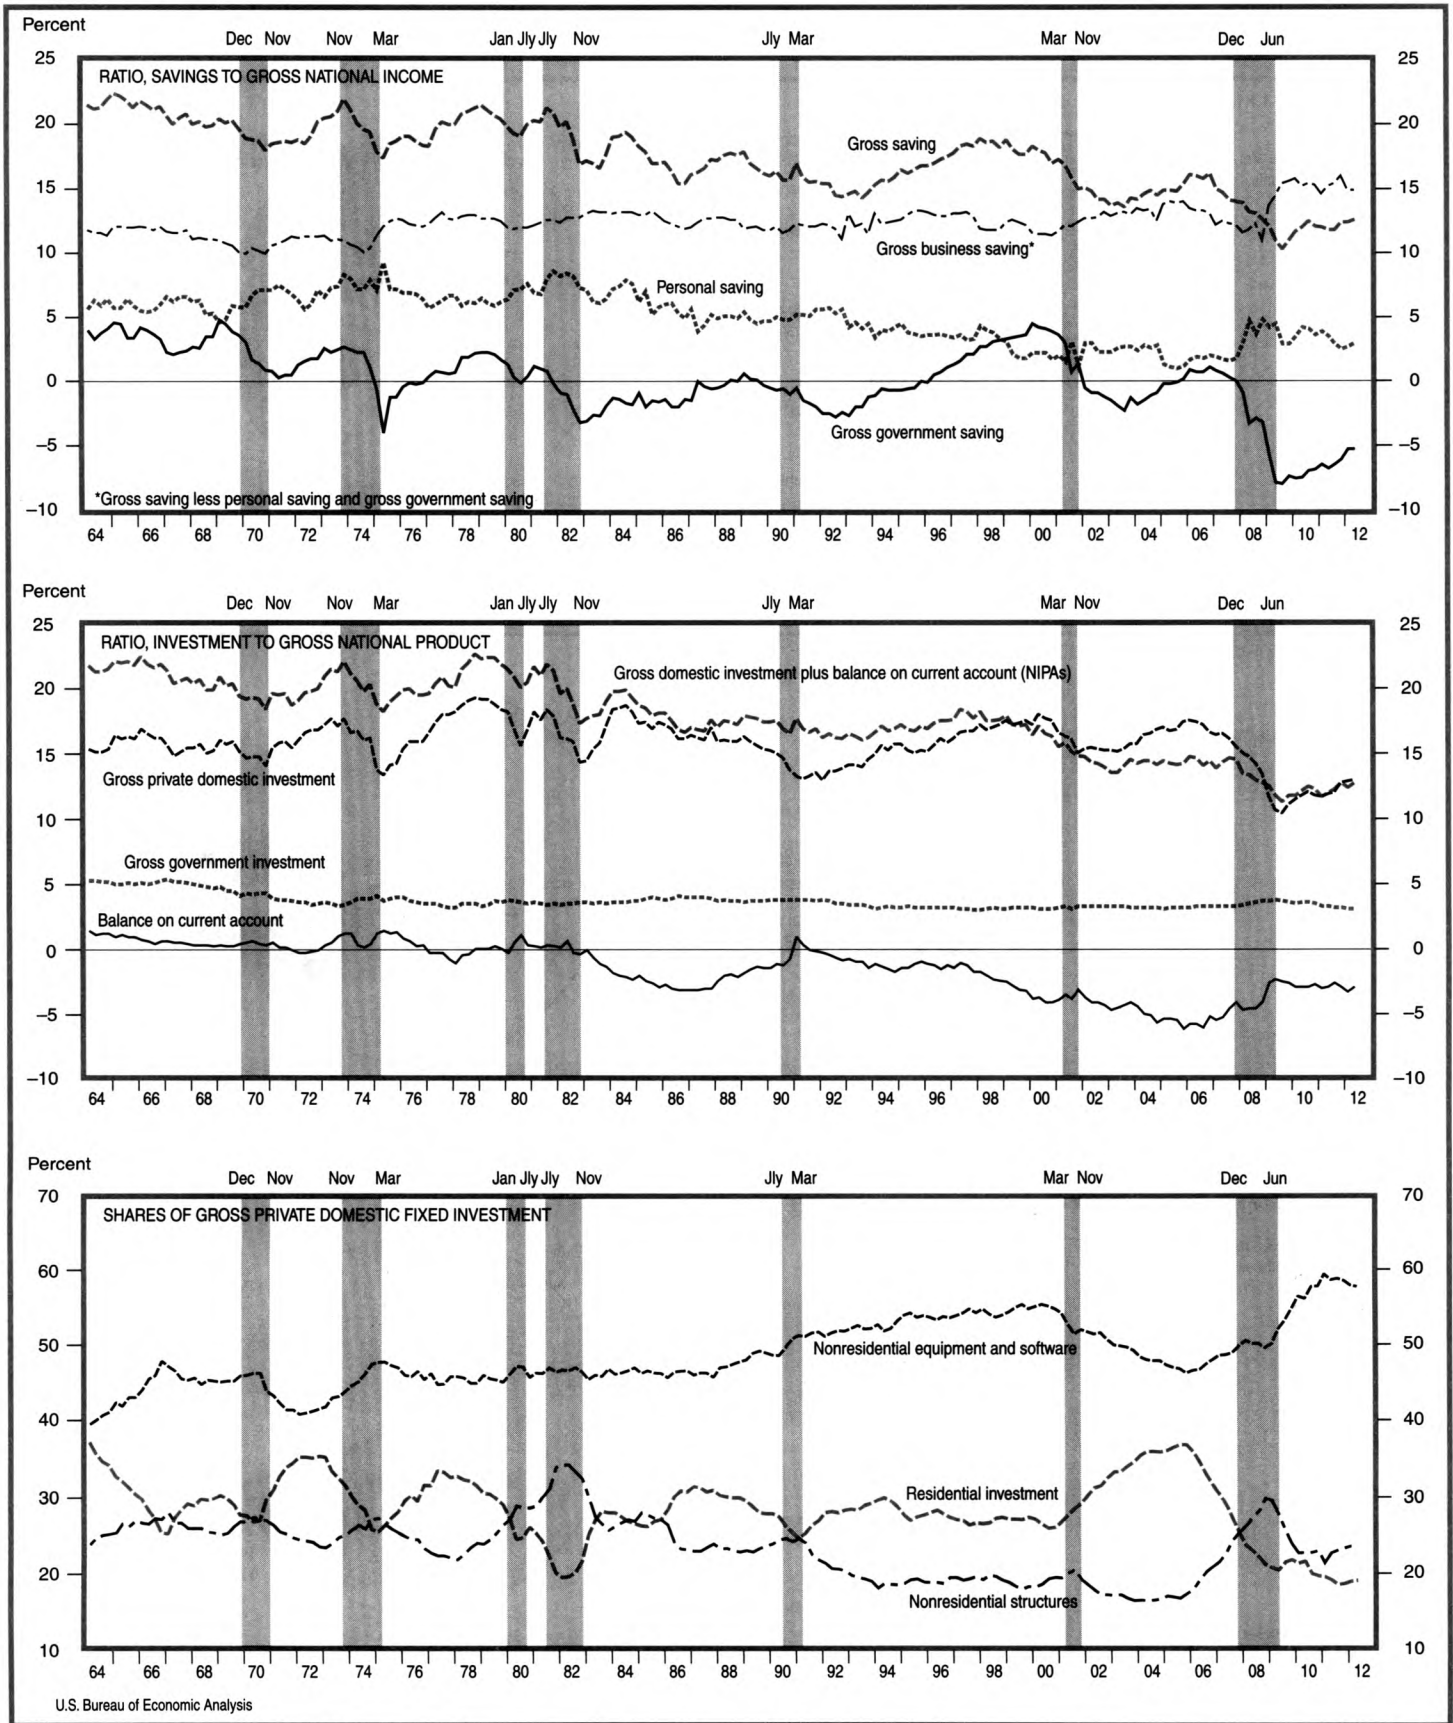 Percent
Dec Nov Nov Mar Jan Jly Jly Nov Jly Mar Mar Nov Dec Jun
25 25
RATIO, SAVINGS TO GROSS NATIONAL INCOME
20 20
Gross saving
15 15
Gross business saving*
10 10
Personal saving
5 5
0 0
Gross government saving
–5 –5
*Gross saving less personal saving and gross government saving
–10 –10
64 66 68 70 72 74 76 78 80 82 84 86 88 90 92 94 96 98 00 02 04 06 08 10 12
Percent
Dec Nov Nov Mar Jan Jly Jly Nov Jly Mar Mar Nov Dec Jun
25 25
RATIO, INVESTMENT TO GROSS NATIONAL PRODUCT
Gross domestic investment plus balance on current account (NIPAs)
20 20
15 15
Gross private domestic investment
10 10
Gross government investment
5 5
Balance on current account
0 0
–5 –5
–10 –10
64 66 68 70 72 74 76 78 80 82 84 86 88 90 92 94 96 98 00 02 04 06 08 10 12
Percent
Dec Nov Nov Mar Jan Jly Jly Nov Jly Mar Mar Nov Dec Jun
70 70
SHARES OF GROSS PRIVATE DOMESTIC FIXED INVESTMENT
60 60
50 50
Nonresidential equipment and software
40 40
30 30
Residential investment
20 20
Nonresidential structures
10 10
64 66 68 70 72 74 76 78 80 82 84 86 88 90 92 94 96 98 00 02 04 06 08 10 12
U.S. Bureau of Economic Analysis